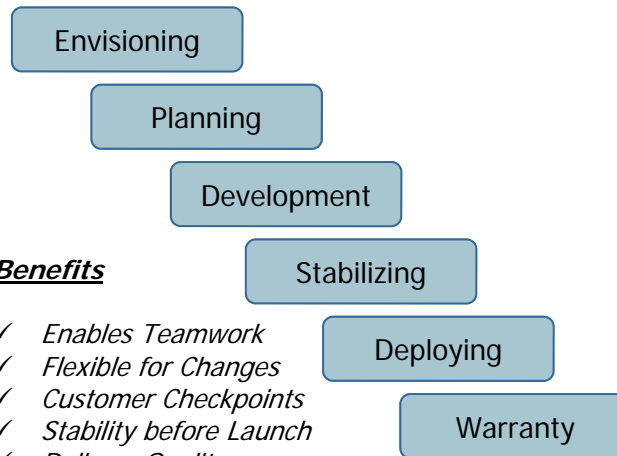 Envisioning
Planning
Development
Benefits
Stabilizing
✓ Enables Teamwork
Deploying
✓ Flexible for Changes
✓ Customer Checkpoints
✓ Stability before Launch
Warranty